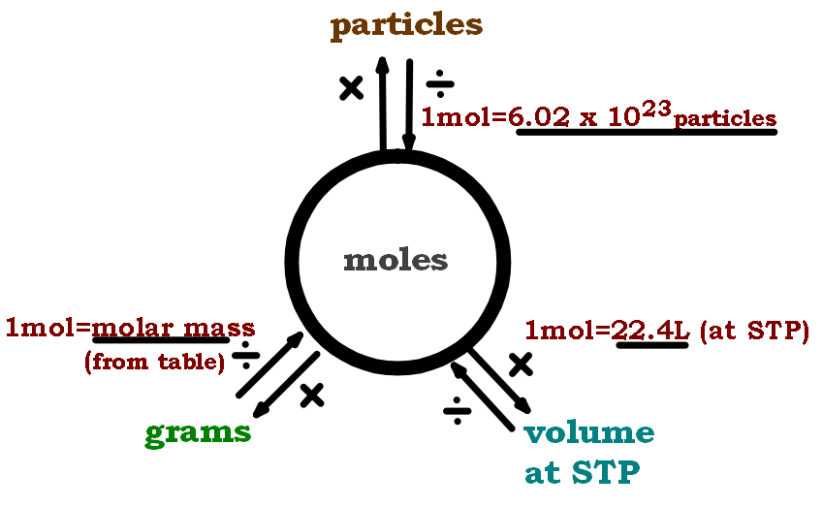 particles
× ÷
1mol=6.02 x 10²³particles
moles
1mol=molar mass
(from table) ÷
×
grams
1mol=22.4L (at STP)
×
÷
volume
at STP